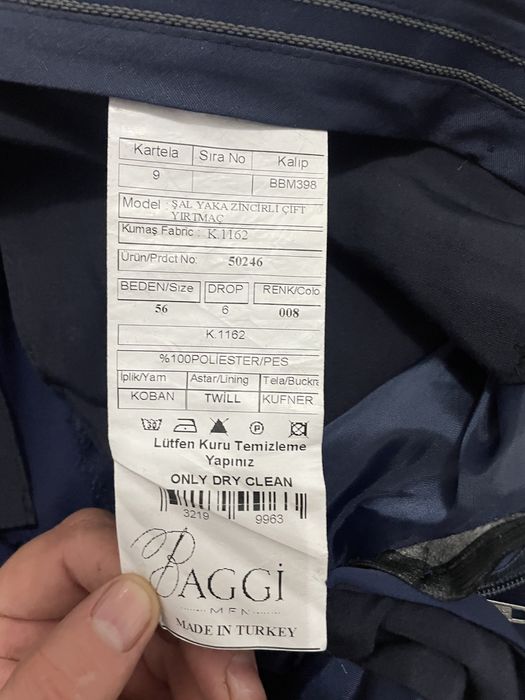 Kartela Sıra No Kalıp
9 BBM398
Model : ŞAL YAKA ZİNCİRLİ ÇİFT
YIRTMAÇ
Kumaş Fabric : K.1162
Ürün/Prdct No: 50246
BEDEN/Size DROP RENK/Colo
56 6 008
K.1162
%100POLIESTER/PES
İplik/Yarn Astar/Lining Tela/Buckra
KOBAN TWILL KUFNER
P
Lütfen Kuru Temizleme
Yapınız
ONLY DRY CLEAN
3219 9963
BAGGİ
MEN
MADE IN TURKEY